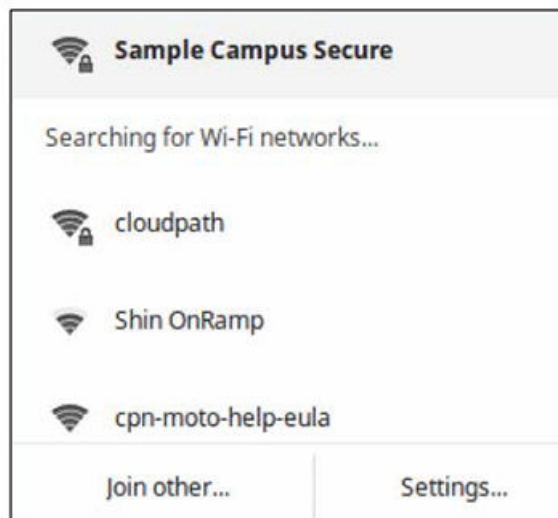 Sample Campus Secure
Searching for Wi-Fi networks...
cloudpath
Shin OnRamp
cpn-moto-help-eula
Join other... Settings...